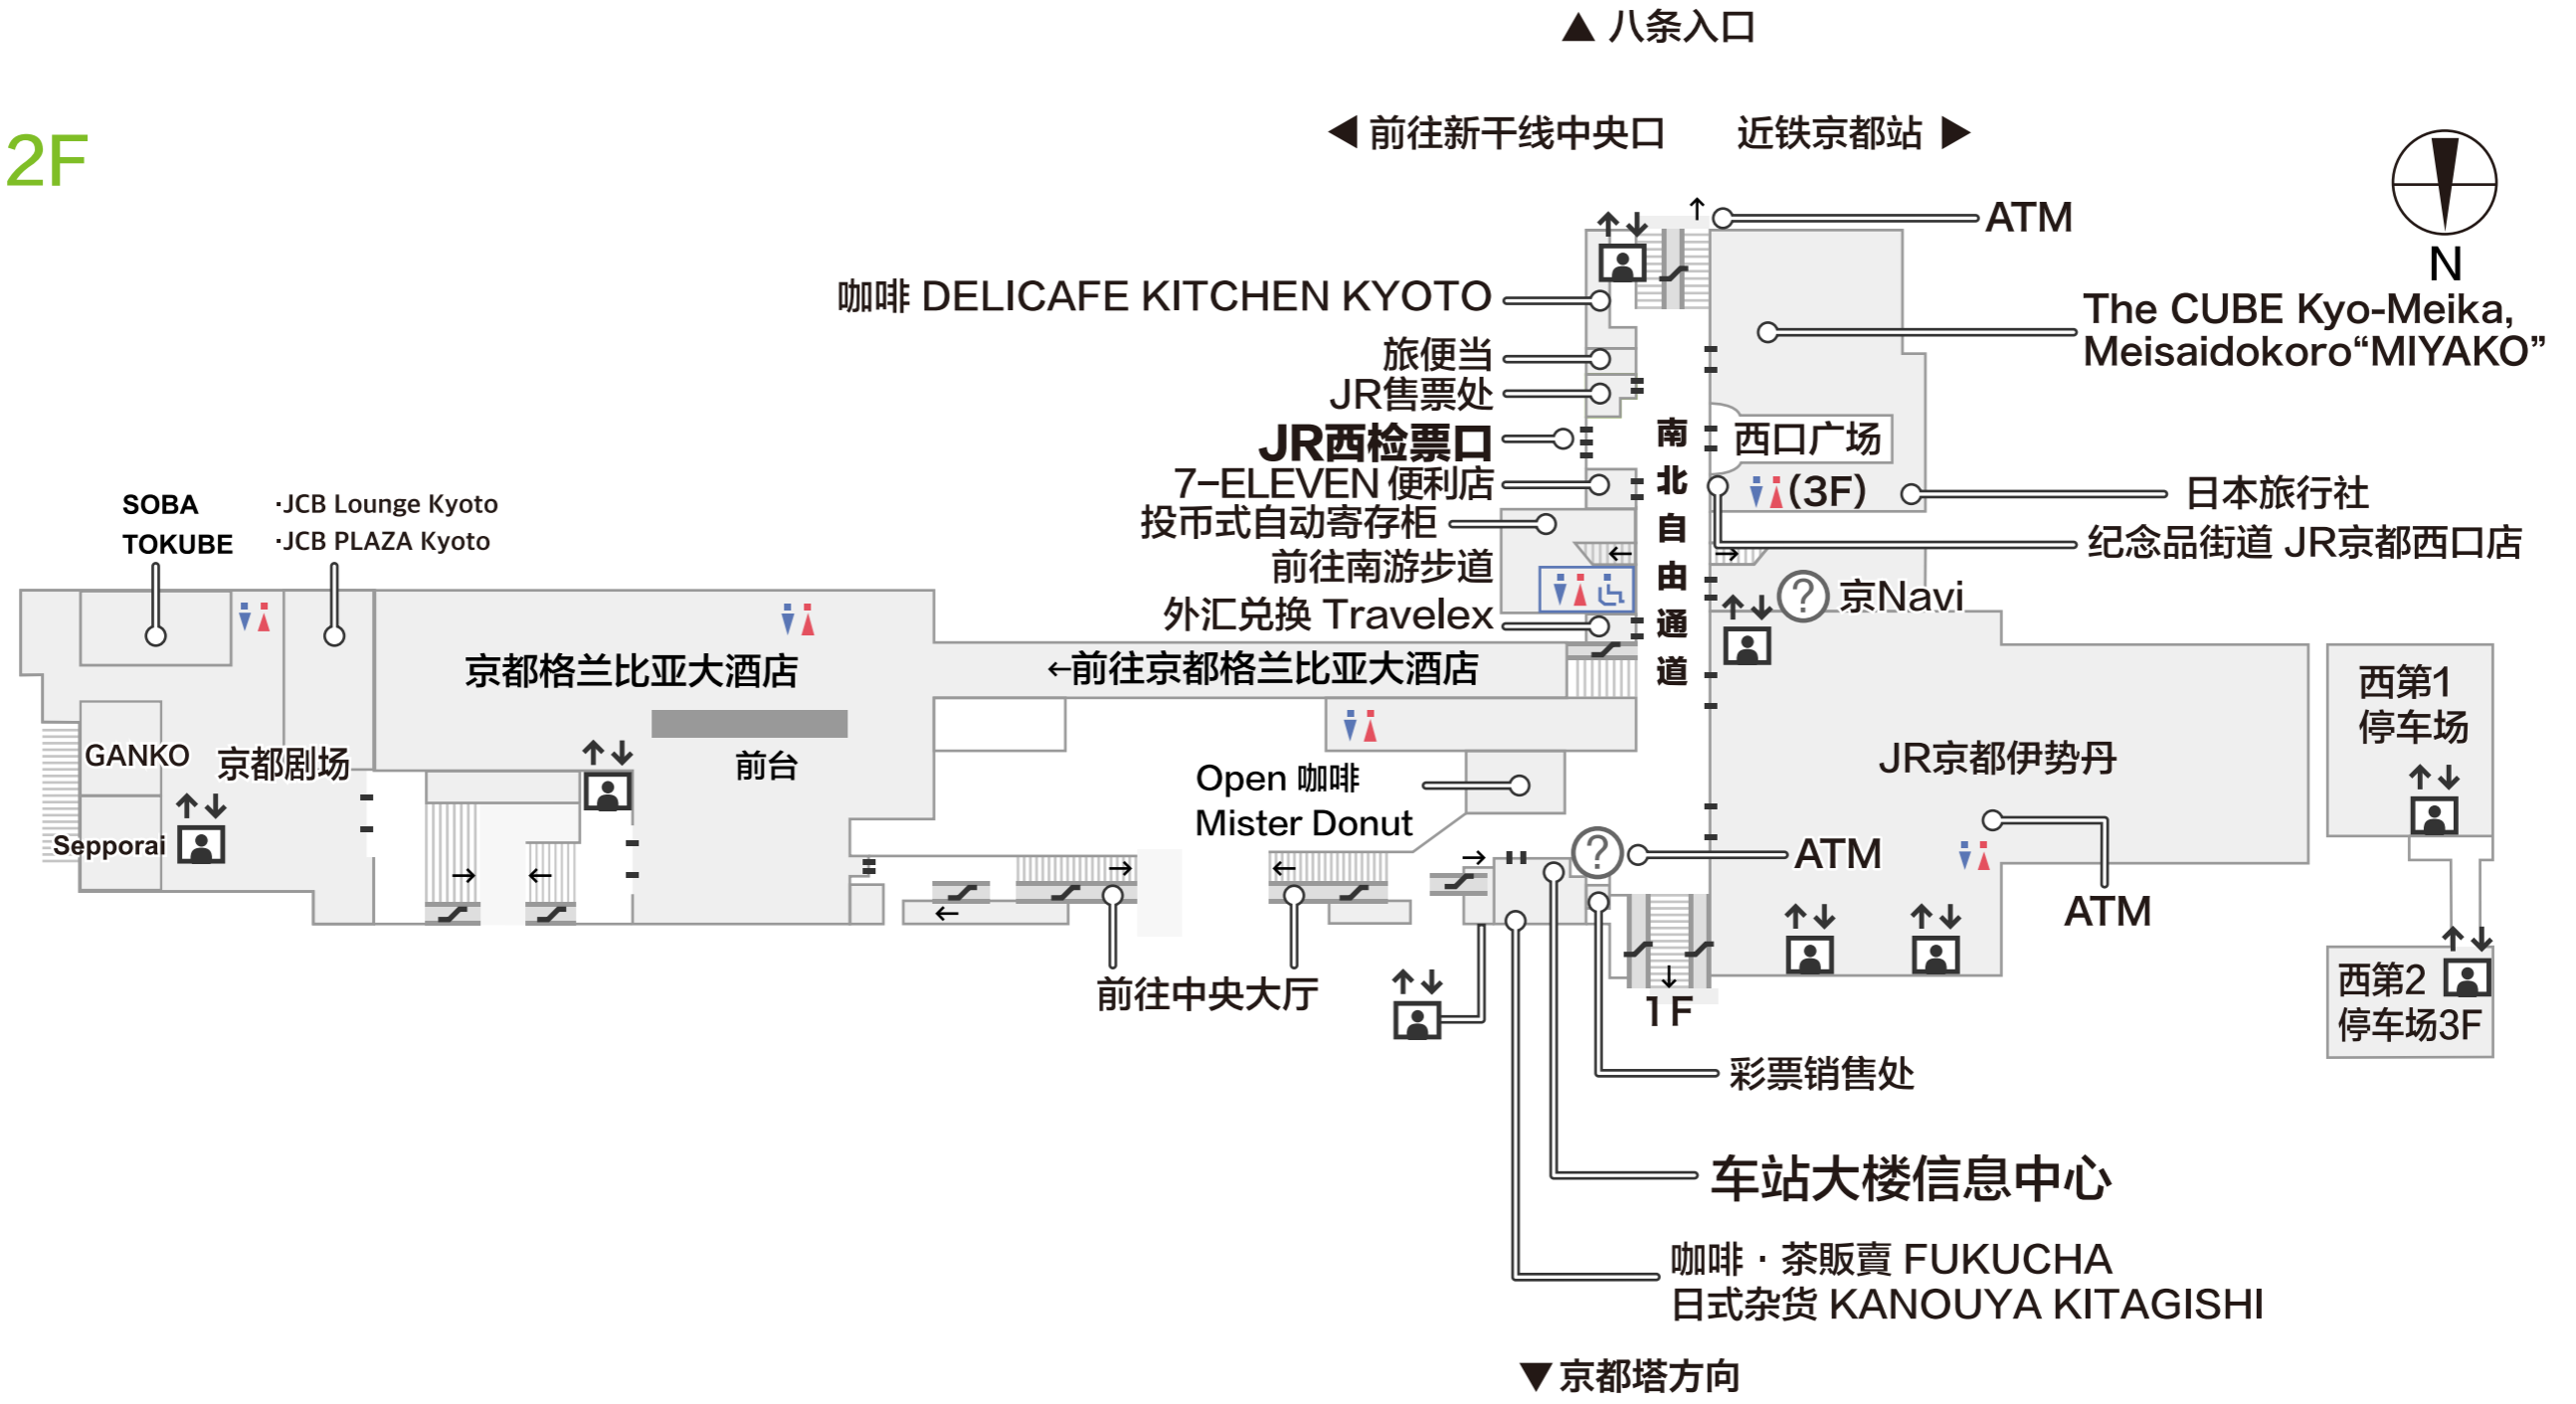 ▲ 八条入口
◀ 前往新干线中央口
近铁京都站 ▶
2F
N
ATM
咖啡 DELICAFE KITCHEN KYOTO
The CUBE Kyo-Meika,
Meisaidokoro“MIYAKO”
旅便当
JR售票处
JR西检票口
西口广场
7-ELEVEN 便利店
(3F)
日本旅行社
投币式自动寄存柜
纪念品街道 JR京都西口店
前往南游步道
南北自由通道
京Navi
外汇兑换 Travelex
SOBA
TOKUBE
·JCB Lounge Kyoto
·JCB PLAZA Kyoto
京都格兰比亚大酒店
←前往京都格兰比亚大酒店
西第1
停车场
GANKO
京都剧场
前台
JR京都伊势丹
Open 咖啡
Mister Donut
Sepporai
?
?
ATM
ATM
前往中央大厅
1F
西第2
停车场3F
彩票销售处
车站大楼信息中心
咖啡・茶販賣 FUKUCHA
日式杂货 KANOUYA KITAGISHI
▼ 京都塔方向